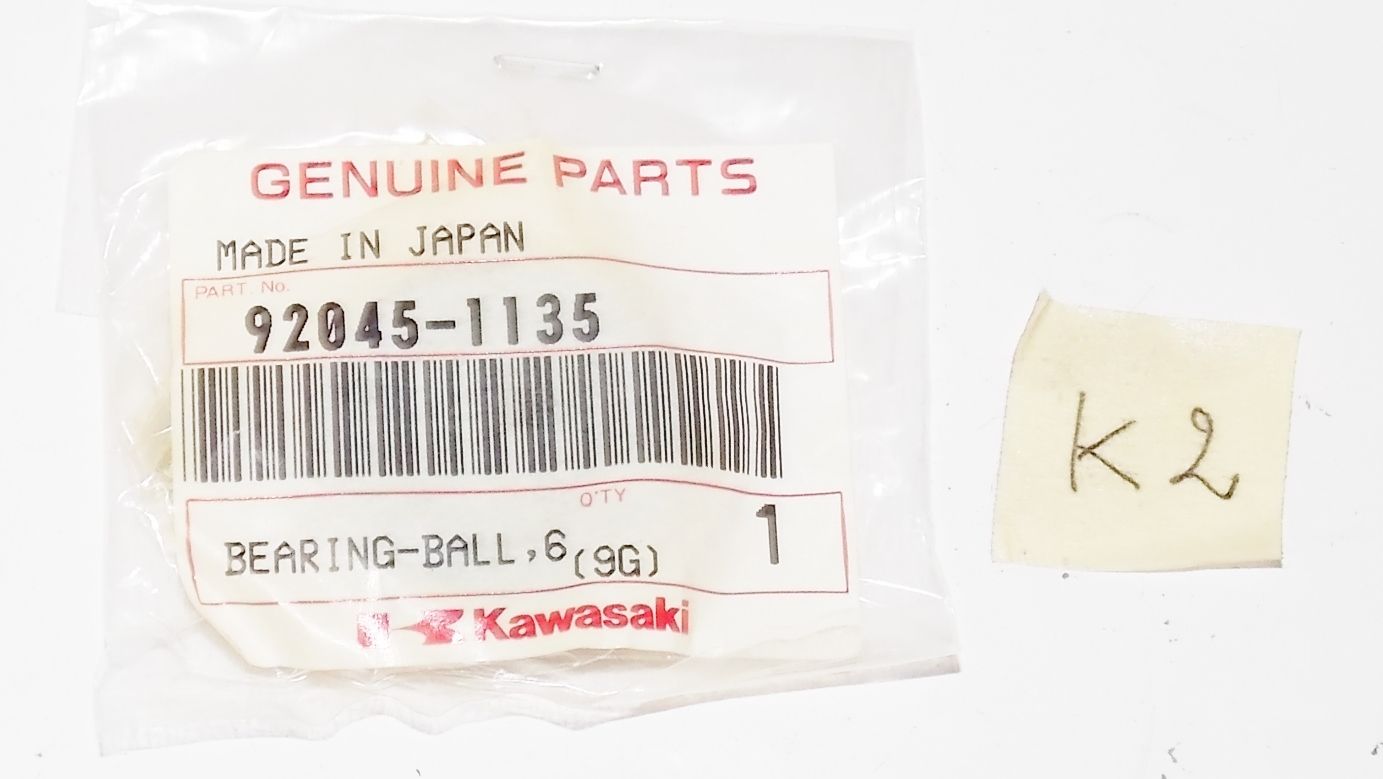 GENUINE PARTS
MADE IN JAPAN
PART. No.
92045-1135
Q'TY
BEARING-BALL,6(9G) 1
Kawasaki
K2